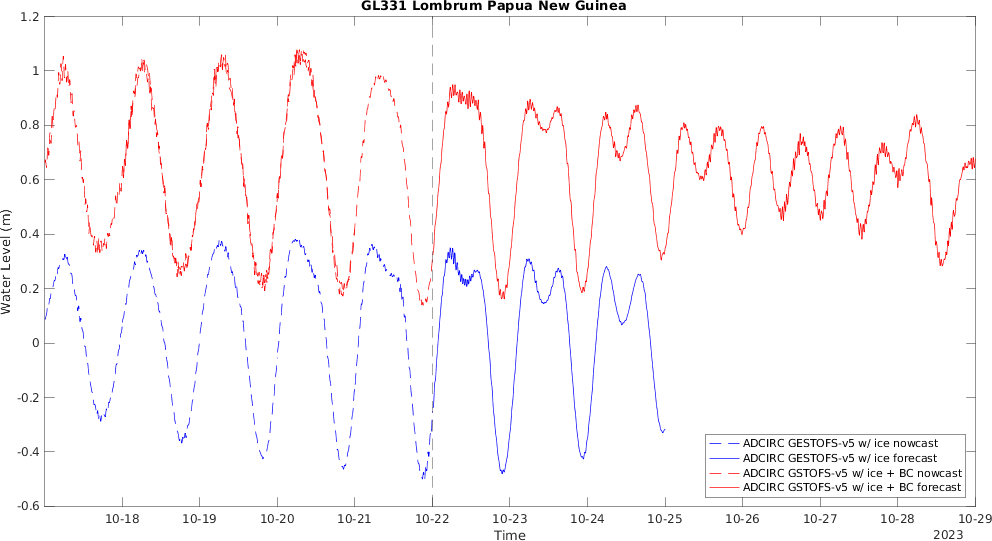 GL331 Lombrum Papua New Guinea
Water Level (m)
1.2
1
0.8
0.6
0.4
0.2
0
-0.2
-0.4
-0.6
ADCIRC GESTOFS-v5 w/ ice nowcast
ADCIRC GESTOFS-v5 w/ ice forecast
ADCIRC GSTOFS-v5 w/ ice + BC nowcast
ADCIRC GSTOFS-v5 w/ ice + BC forecast
10-18 10-19 10-20 10-21 10-22 10-23 10-24 10-25 10-26 10-27 10-28 10-29
Time
2023